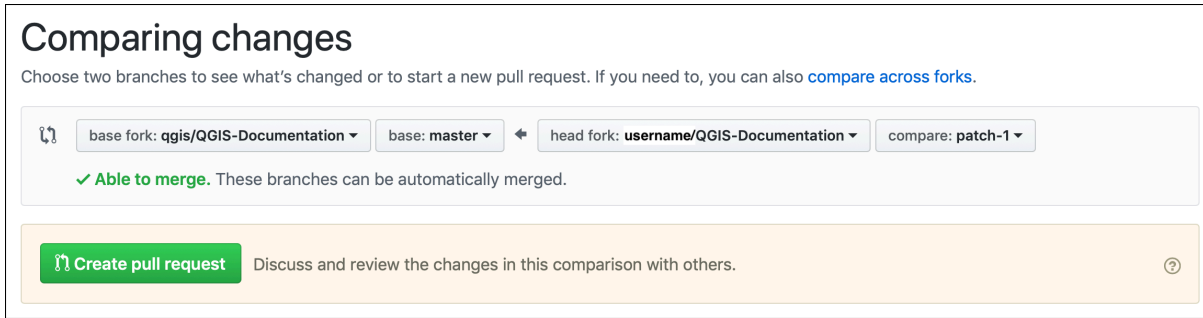 Comparing changes
Choose two branches to see what's changed or to start a new pull request. If you need to, you can also compare across forks.
base fork: qgis/QGIS-Documentation base: master head fork: username/QGIS-Documentation compare: patch-1
Able to merge. These branches can be automatically merged.
Create pull request Discuss and review the changes in this comparison with others.